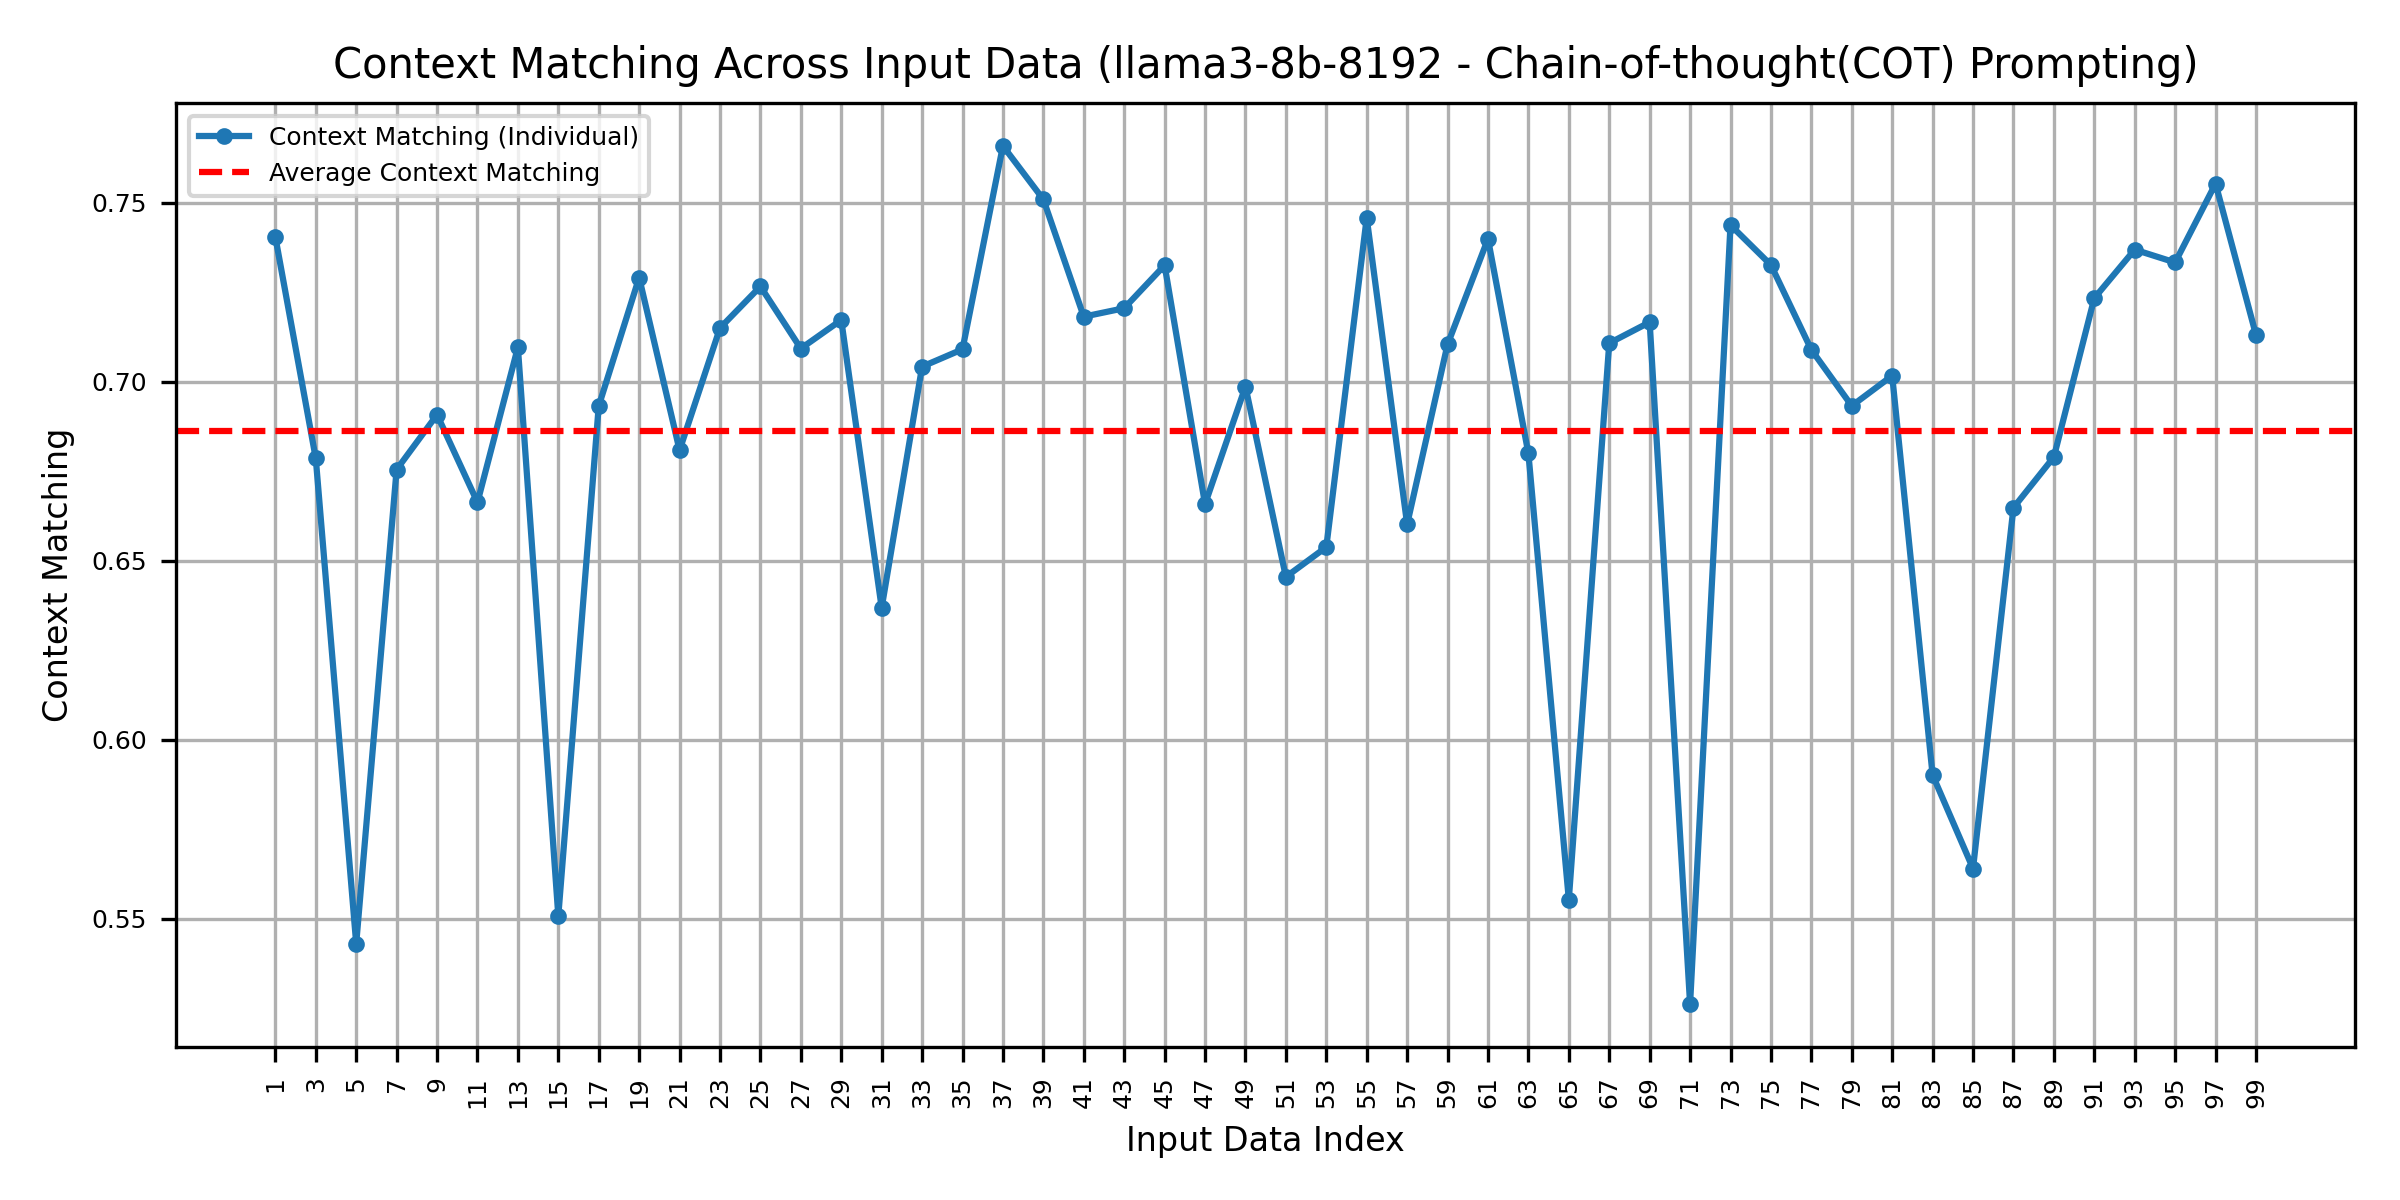 Context Matching Across Input Data (llama3-8b-8192 - Chain-of-thought(COT) Prompting)
Context Matching (Individual)
Average Context Matching
Context Matching
0.75
0.70
0.65
0.60
0.55
1 3 5 7 9 11 13 15 17 19 21 23 25 27 29 31 33 35 37 39 41 43 45 47 49 51 53 55 57 59 61 63 65 67 69 71 73 75 77 79 81 83 85 87 89 91 93 95 97 99
Input Data Index